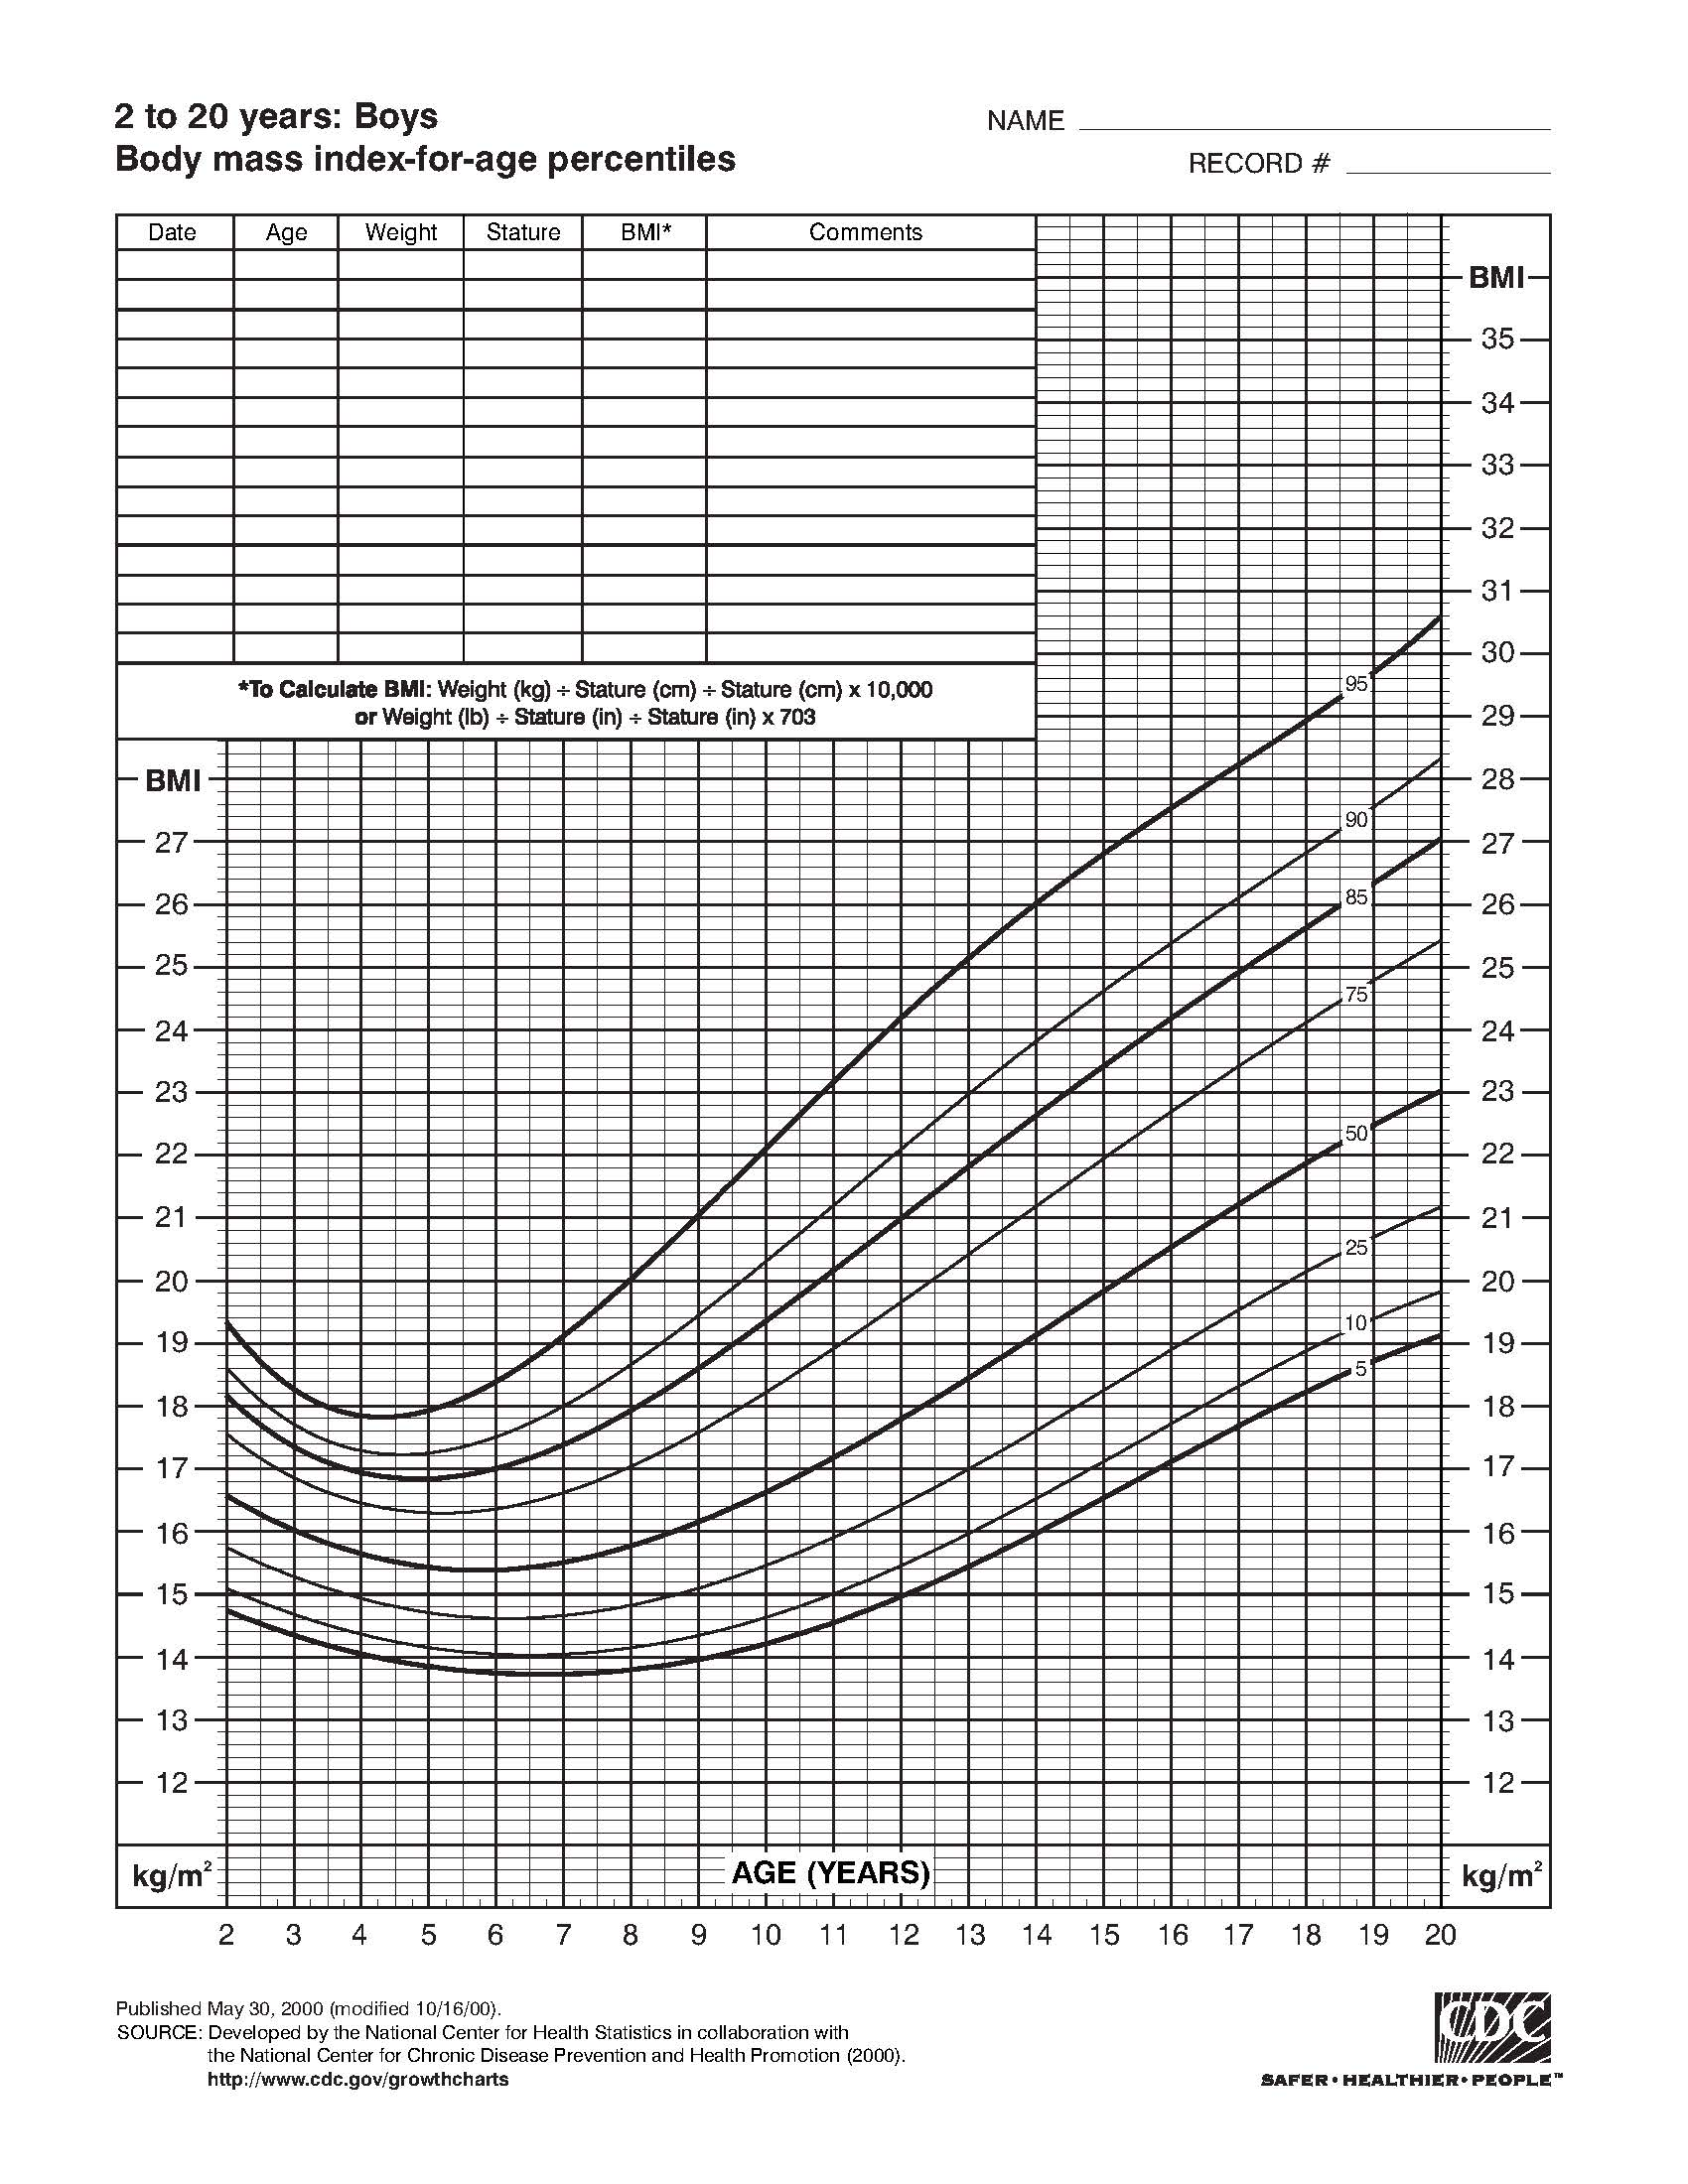 2 to 20 years: Boys
Body mass index-for-age percentiles
NAME
RECORD #
Date Age Weight Stature BMI* Comments
*To Calculate BMI: Weight (kg) ÷ Stature (cm) ÷ Stature (cm) x 10,000
or Weight (lb) ÷ Stature (in) ÷ Stature (in) x 703
BMI
35
34
33
32
31
30
29
28
27
26
25
24
23
22
21
20
19
18
17
16
15
14
13
12
kg/m²
95
90
85
75
50
25
10
5
BMI
27
26
25
24
23
22
21
20
19
18
17
16
15
14
13
12
kg/m²
AGE (YEARS)
2 3 4 5 6 7 8 9 10 11 12 13 14 15 16 17 18 19 20
Published May 30, 2000 (modified 10/16/00).
SOURCE: Developed by the National Center for Health Statistics in collaboration with
the National Center for Chronic Disease Prevention and Health Promotion (2000).
http://www.cdc.gov/growthcharts
CDC
SAFER • HEALTHIER • PEOPLE™